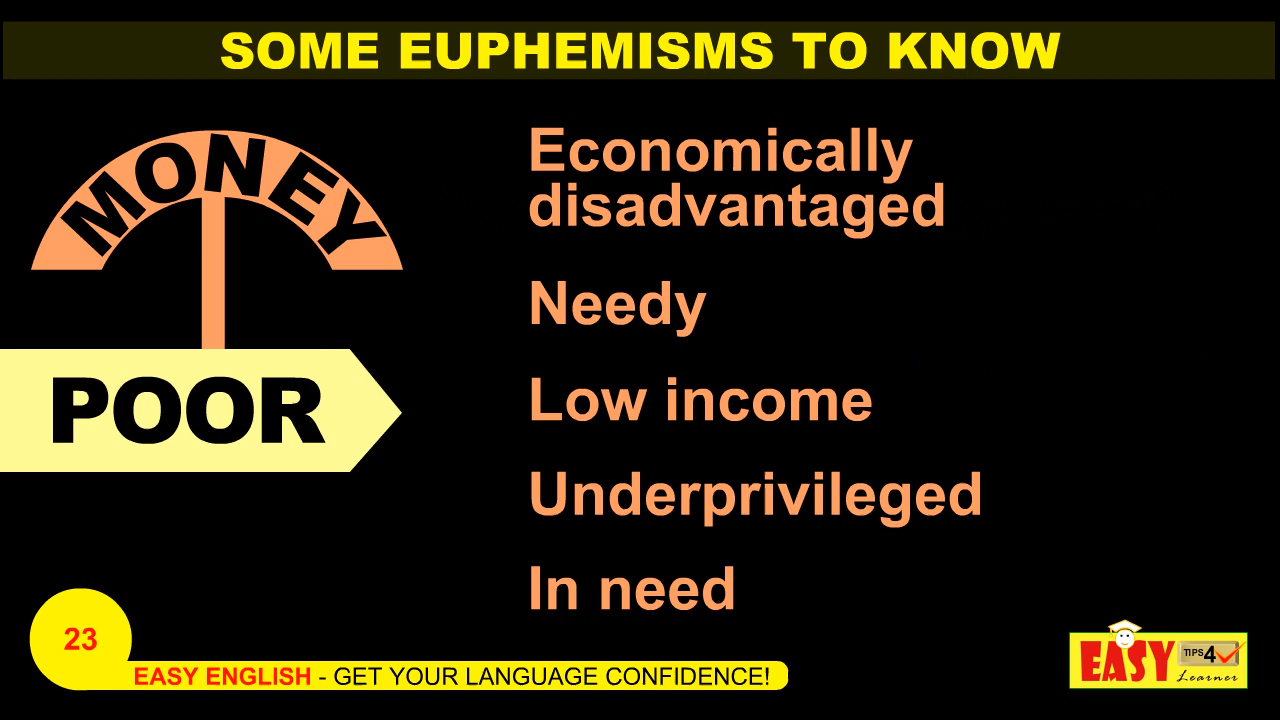 SOME EUPHEMISMS TO KNOW
MONEY
POOR
Economically
disadvantaged
Needy
Low income
Underprivileged
In need
23
EASY ENGLISH - GET YOUR LANGUAGE CONFIDENCE!
EASY TIPS4
Learner